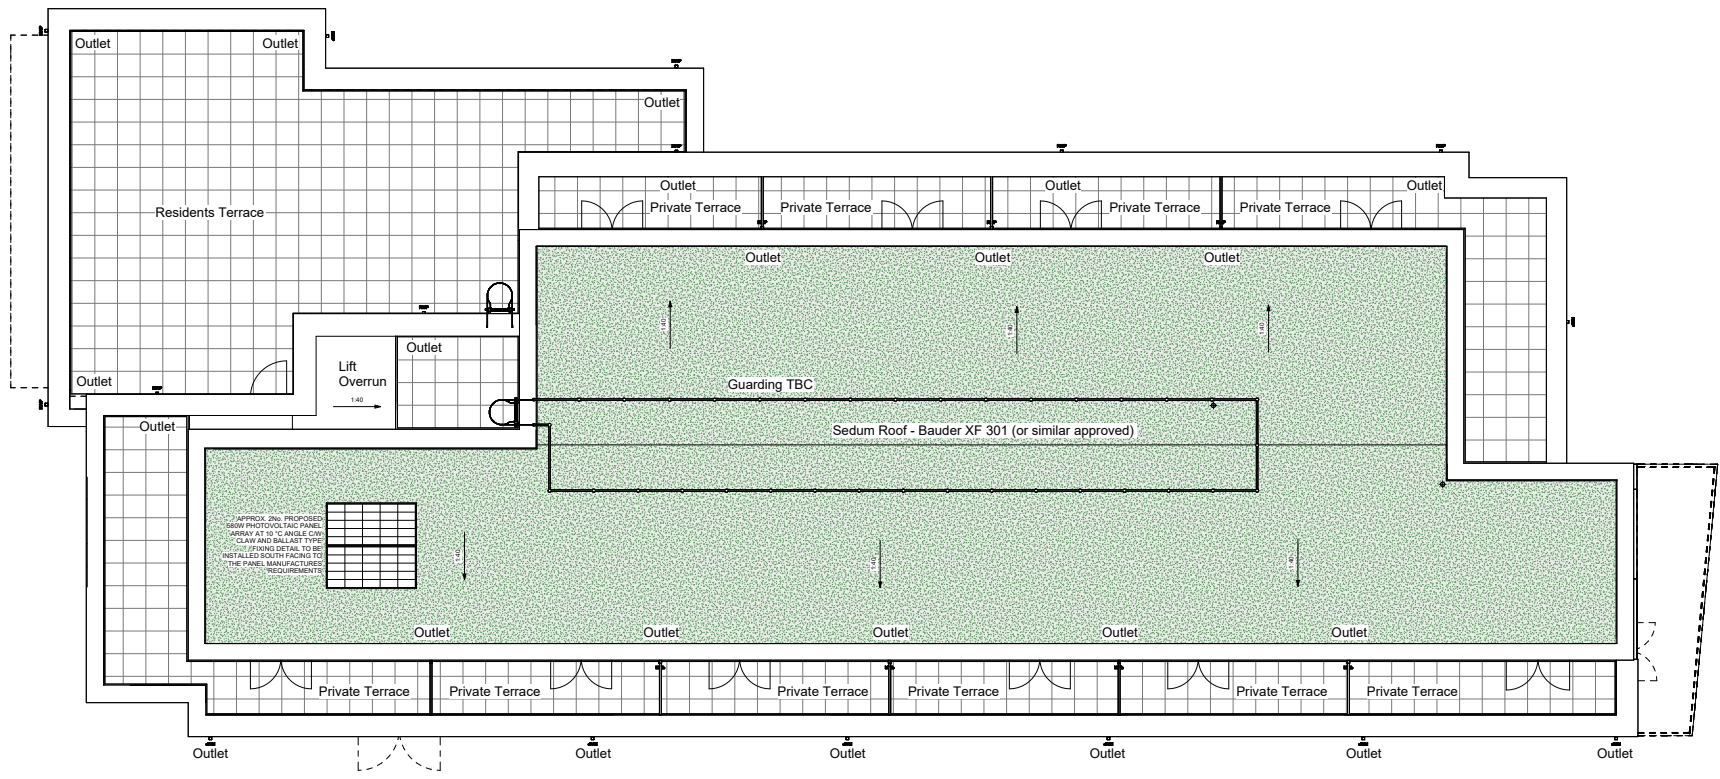 Outlet
Outlet
Outlet
Residents Terrace
Outlet
Outlet
Outlet
Private Terrace
Private Terrace
Private Terrace
Private Terrace
Outlet
Outlet
Outlet
1:40
1:40
1:40
Outlet
Lift
Overrun
1:40
Outlet
Guarding TBC
Outlet
Sedum Roof - Bauder XF 301 (or similar approved)
APPROX. 2No. PROPOSED
580W PHOTOVOLTAIC PANEL
ARRAY AT 10 °C ANGLE C/W
CLAW AND BALLAST TYPE
FIXING DETAIL TO BE
INSTALLED SOUTH FACING TO
THE PANEL MANUFACTURES
REQUIREMENTS
1:40
1:40
1:40
Outlet
Outlet
Outlet
Outlet
Outlet
Private Terrace
Private Terrace
Private Terrace
Private Terrace
Private Terrace
Private Terrace
Outlet
Outlet
Outlet
Outlet
Outlet
Outlet